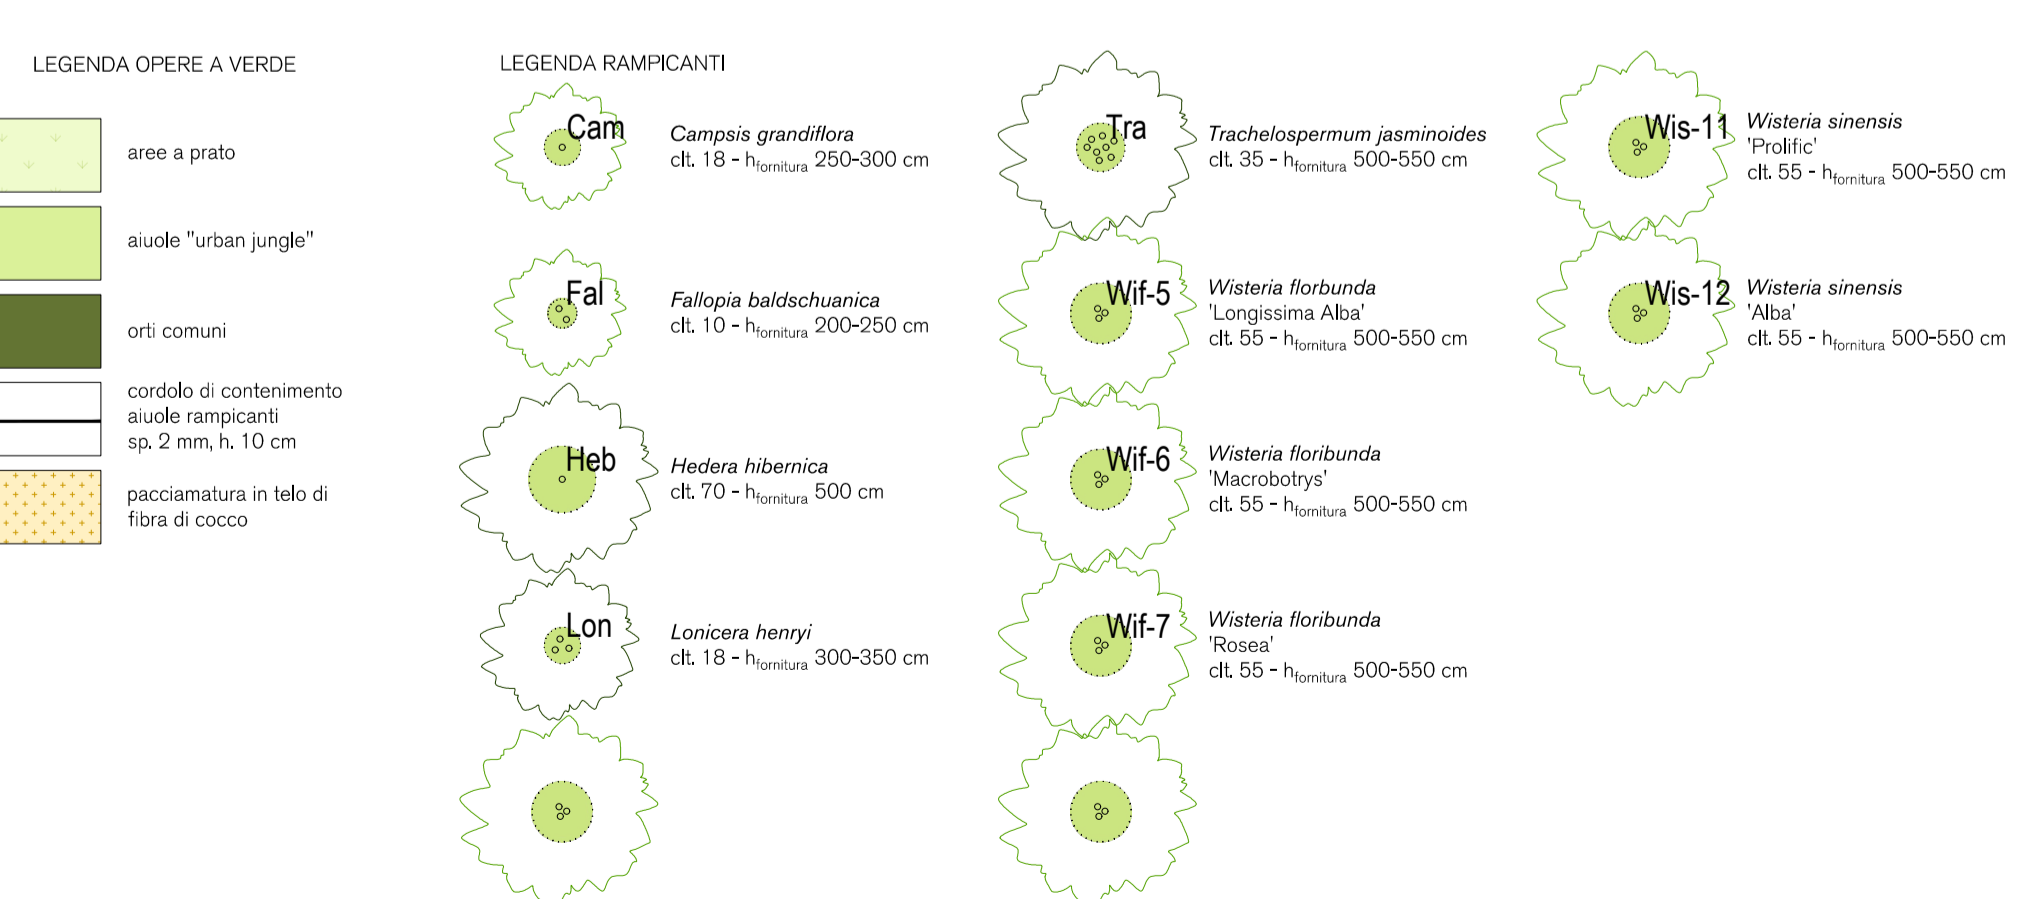 LEGENDA OPERE A VERDE
aree a prato
aiuole "urban jungle"
orti comuni
cordolo di contenimento
aiuole rampicanti
sp. 2 mm, h. 10 cm
pacciamatura in telo di
fibra di cocco
LEGENDA RAMPICANTI
Cam
Campsis grandiflora
clt. 18 - hfornitura 250-300 cm
Fal
Fallopia baldschuanica
clt. 10 - hfornitura 200-250 cm
Heb
Hedera hibernica
clt. 70 - hfornitura 500 cm
Lon
Lonicera henryi
clt. 18 - hfornitura 300-350 cm
Tra
Trachelospermum jasminoides
clt. 35 - hfornitura 500-550 cm
Wif-5
Wisteria florbunda
'Longissima Alba'
clt. 55 - hfornitura 500-550 cm
Wif-6
Wisteria floribunda
'Macrobotrys'
clt. 55 - hfornitura 500-550 cm
Wif-7
Wisteria floribunda
'Rosea'
clt. 55 - hfornitura 500-550 cm
Wis-11
Wisteria sinensis
'Prolific'
clt. 55 - hfornitura 500-550 cm
Wis-12
Wisteria sinensis
'Alba'
clt. 55 - hfornitura 500-550 cm